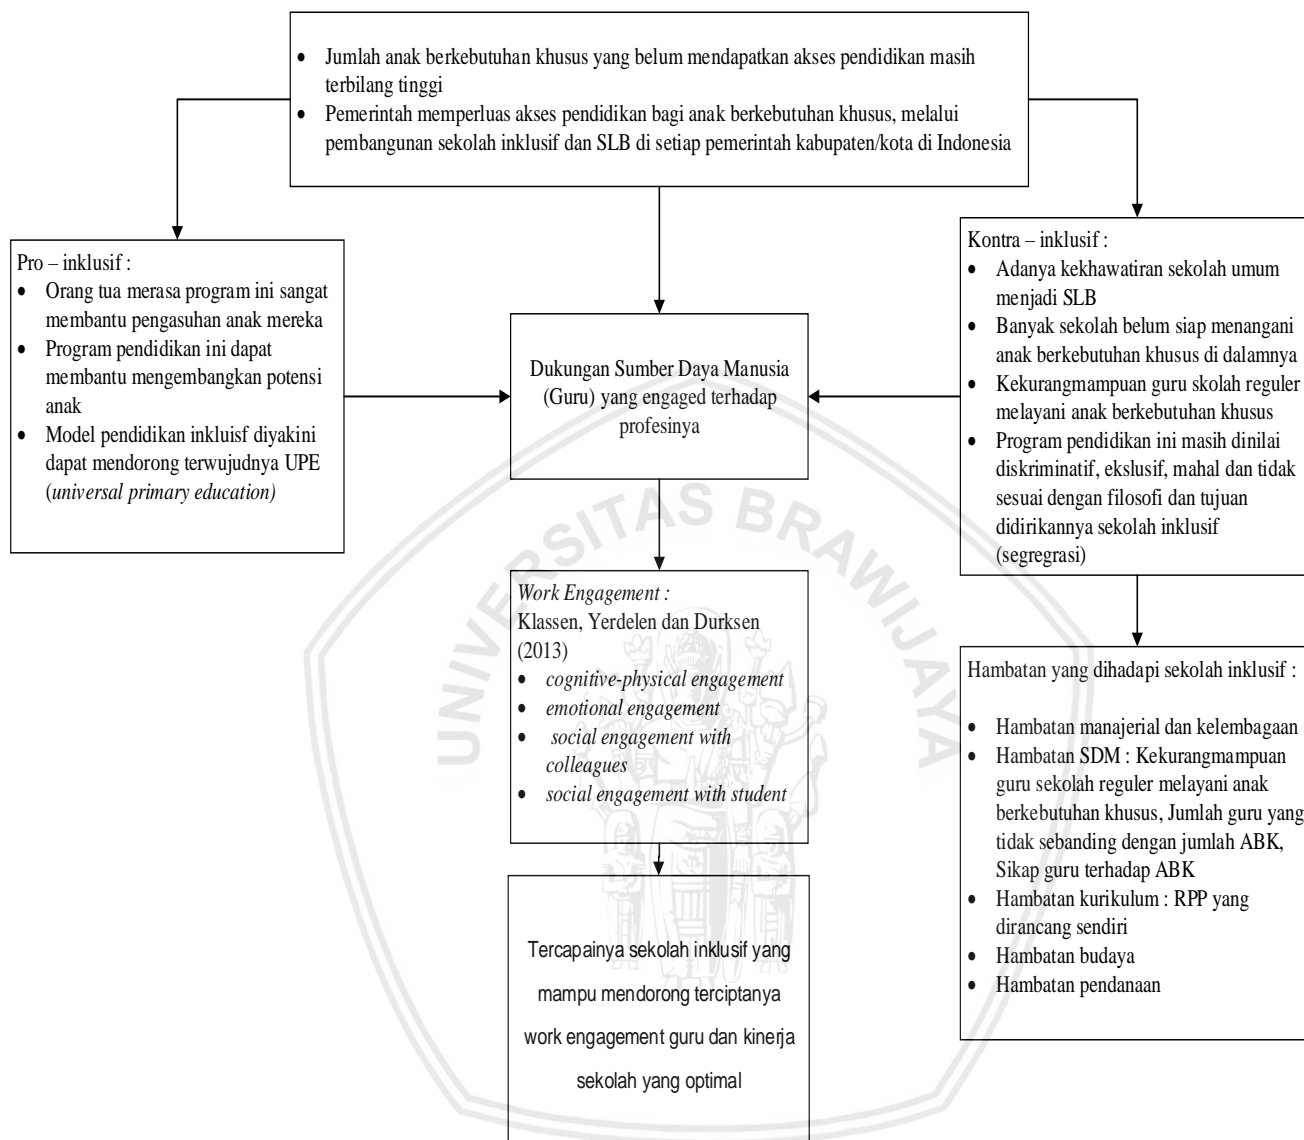 • Jumlah anak berkebutuhan khusus yang belum mendapatkan akses pendidikan masih
terbilang tinggi
• Pemerintah memperluas akses pendidikan bagi anak berkebutuhan khusus, melalui
pembangunan sekolah inklusif dan SLB di setiap pemerintah kabupaten/kota di Indonesia
Pro – inklusif :
• Orang tua merasa program ini sangat
membantu pengasuhan anak mereka
• Program pendidikan ini dapat
membantu mengembangkan potensi
anak
• Model pendidikan inkluisf diyakini
dapat mendorong terwujudnya UPE
(universal primary education)
Dukungan Sumber Daya Manusia
(Guru) yang engaged terhadap
profesinya
Kontra – inklusif :
• Adanya kekhawatiran sekolah umum
menjadi SLB
• Banyak sekolah belum siap menangani
anak berkebutuhan khusus di dalamnya
• Kekurangmampuan guru skolah reguler
melayani anak berkebutuhan khusus
• Program pendidikan ini masih dinilai
diskriminatif, ekslusif, mahal dan tidak
sesuai dengan filosofi dan tujuan
didirikannya sekolah inklusif
(segregrasi)
Work Engagement :
Klassen, Yerdelen dan Durksen
(2013)
• cognitive-physical engagement
• emotional engagement
• social engagement with
colleagues
• social engagement with student
Hambatan yang dihadapi sekolah inklusif :
• Hambatan manajerial dan kelembagaan
• Hambatan SDM : Kekurangmampuan
guru sekolah reguler melayani anak
berkebutuhan khusus, Jumlah guru yang
tidak sebanding dengan jumlah ABK,
Sikap guru terhadap ABK
• Hambatan kurikulum : RPP yang
dirancang sendiri
• Hambatan budaya
• Hambatan pendanaan
Tercapainya sekolah inklusif yang
mampu mendorong terciptanya
work engagement guru dan kinerja
sekolah yang optimal
UNIVERSITAS BRAWIJAYA